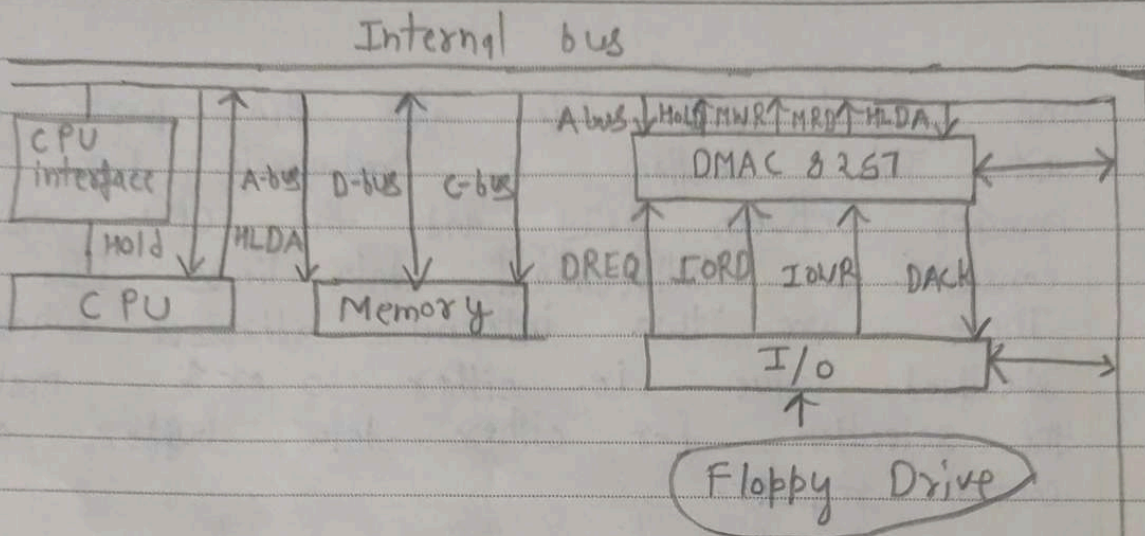 Internal bus
A bus HOLD MWR MRD HLDA
CPU
interface
A-bus D-bus C-bus
DMAC 8257
Hold HLDA
DREQ IORD IOWR DACK
CPU Memory
I/O
Floppy Drive